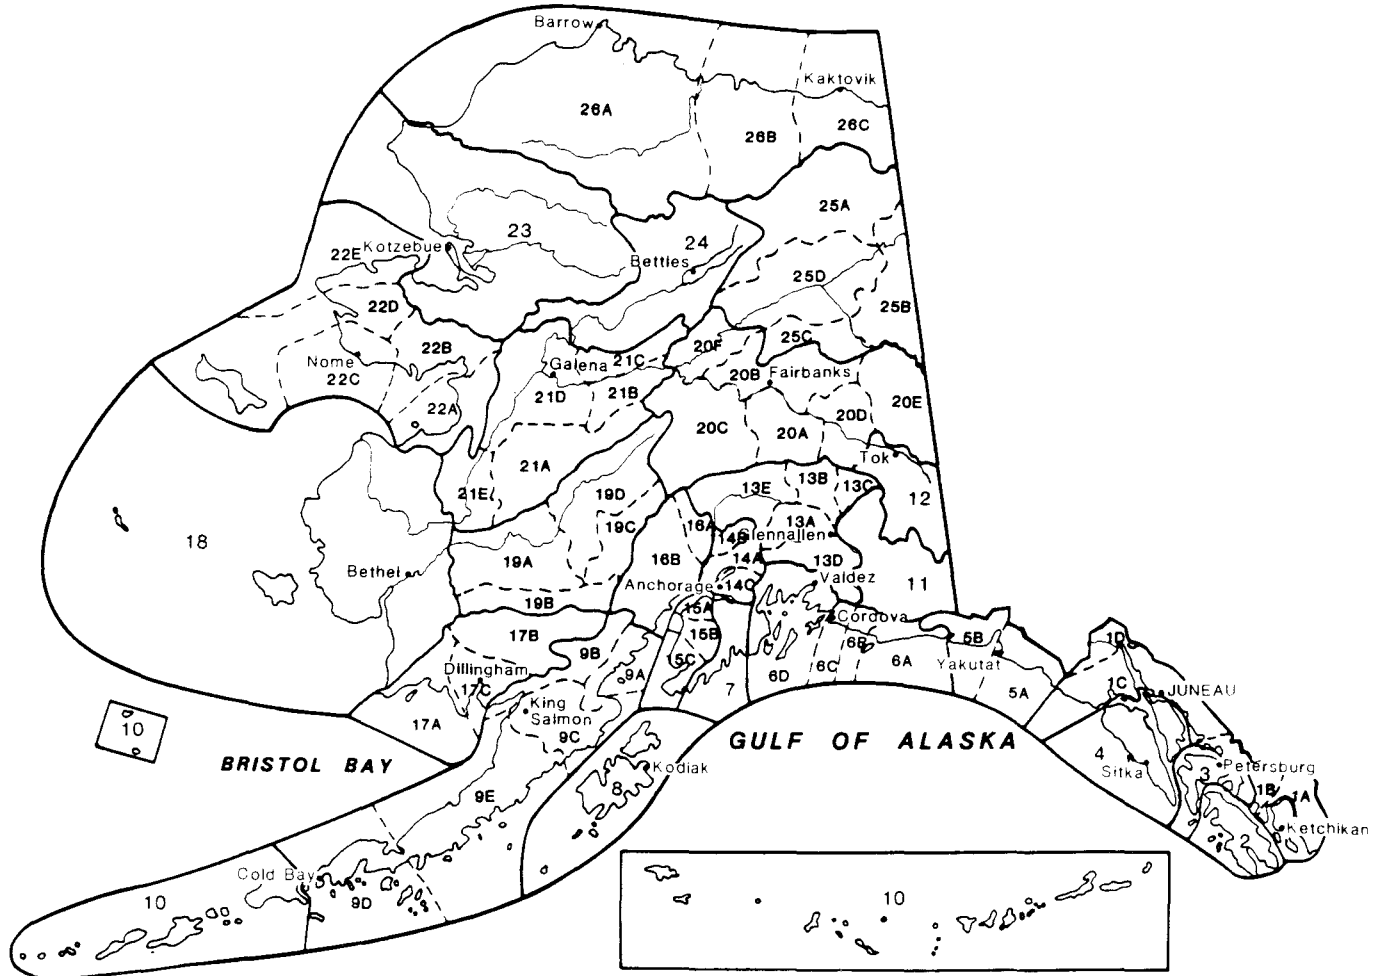 Barrow
Kaktovik
26A
26B
26C
25A
23
24
22E
Kotzebue
Bettles
25D
22D
25B
22B
20F
25C
Nome
22C
Galena
21C
20B
Fairbanks
21D
21B
22A
20D
20E
20C
20A
Tok
21A
21E
19D
13E
13B
13C
12
19C
16A
13A
14B
Glennallen
18
16B
19A
14A
13D
Bethel
Anchorage
14C
Valdez
11
19B
15A
Cordova
17B
15B
6B
5B
1D
9B
15C
6A
Yakutat
Dillingham
9A
6C
17C
7
6D
5A
1C
JUNEAU
King
Salmon
10
17A
9C
GULF OF ALASKA
4
BRISTOL BAY
Kodiak
Sitka
3
Petersburg
8
9E
1B
1A
Ketchikan
2
Cold Bay
10
9D
10